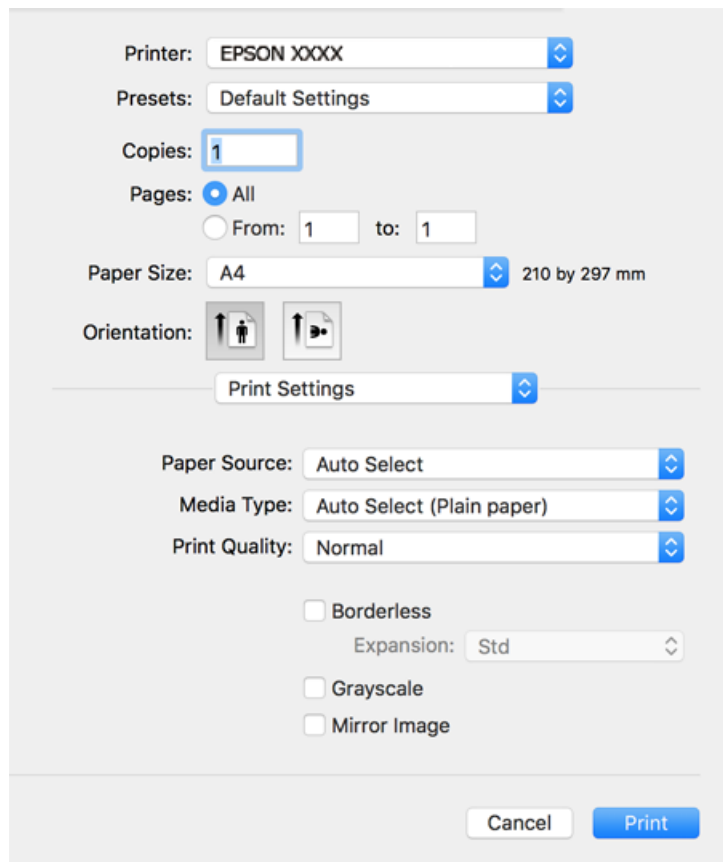 Printer: EPSON XXXX
Presets: Default Settings
Copies: 1
Pages: All
From: 1 to: 1
Paper Size: A4 210 by 297 mm
Orientation:
Print Settings
Paper Source: Auto Select
Media Type: Auto Select (Plain paper)
Print Quality: Normal
Borderless
Expansion: Std
Grayscale
Mirror Image
Cancel Print